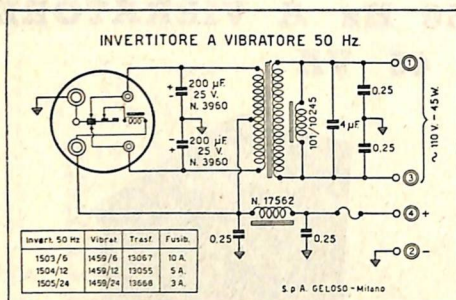 INVERTITORE A VIBRATORE 50 Hz.
200 µF.
25 V.
N. 3960
200 µF
25 V.
N. 3960
101/10245
4 µF.
0,25
0,25
1
3
∼ 110 V. - 45 W.
N. 17562
0,25
0,25
4 +
2 -
Invert. 50 Hz Vibrat. Trasf. Fusib.
1503/6 1459/6 13067 10 A.
1504/12 1459/12 13055 5 A.
1505/24 1459/24 13668 3 A.
S.p.A. GELOSO - Milano